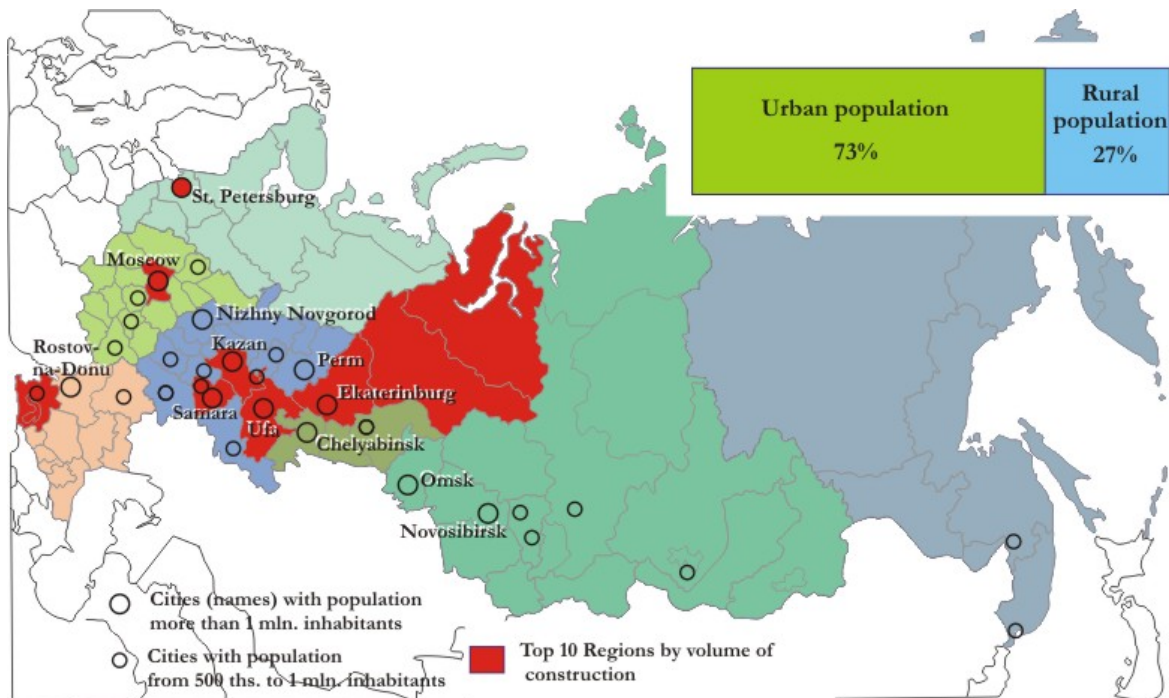 Urban population
73%
Rural
population
27%
St. Petersburg
Moscow
Nizhny Novgorod
Kazan
Perm
Rostov-
na-Donu
Ekaterinburg
Samara
Ufa
Chelyabinsk
Omsk
Novosibirsk
Cities (names) with population
more than 1 mln. inhabitants
Cities with population
from 500 ths. to 1 mln. inhabitants
Top 10 Regions by volume of
construction